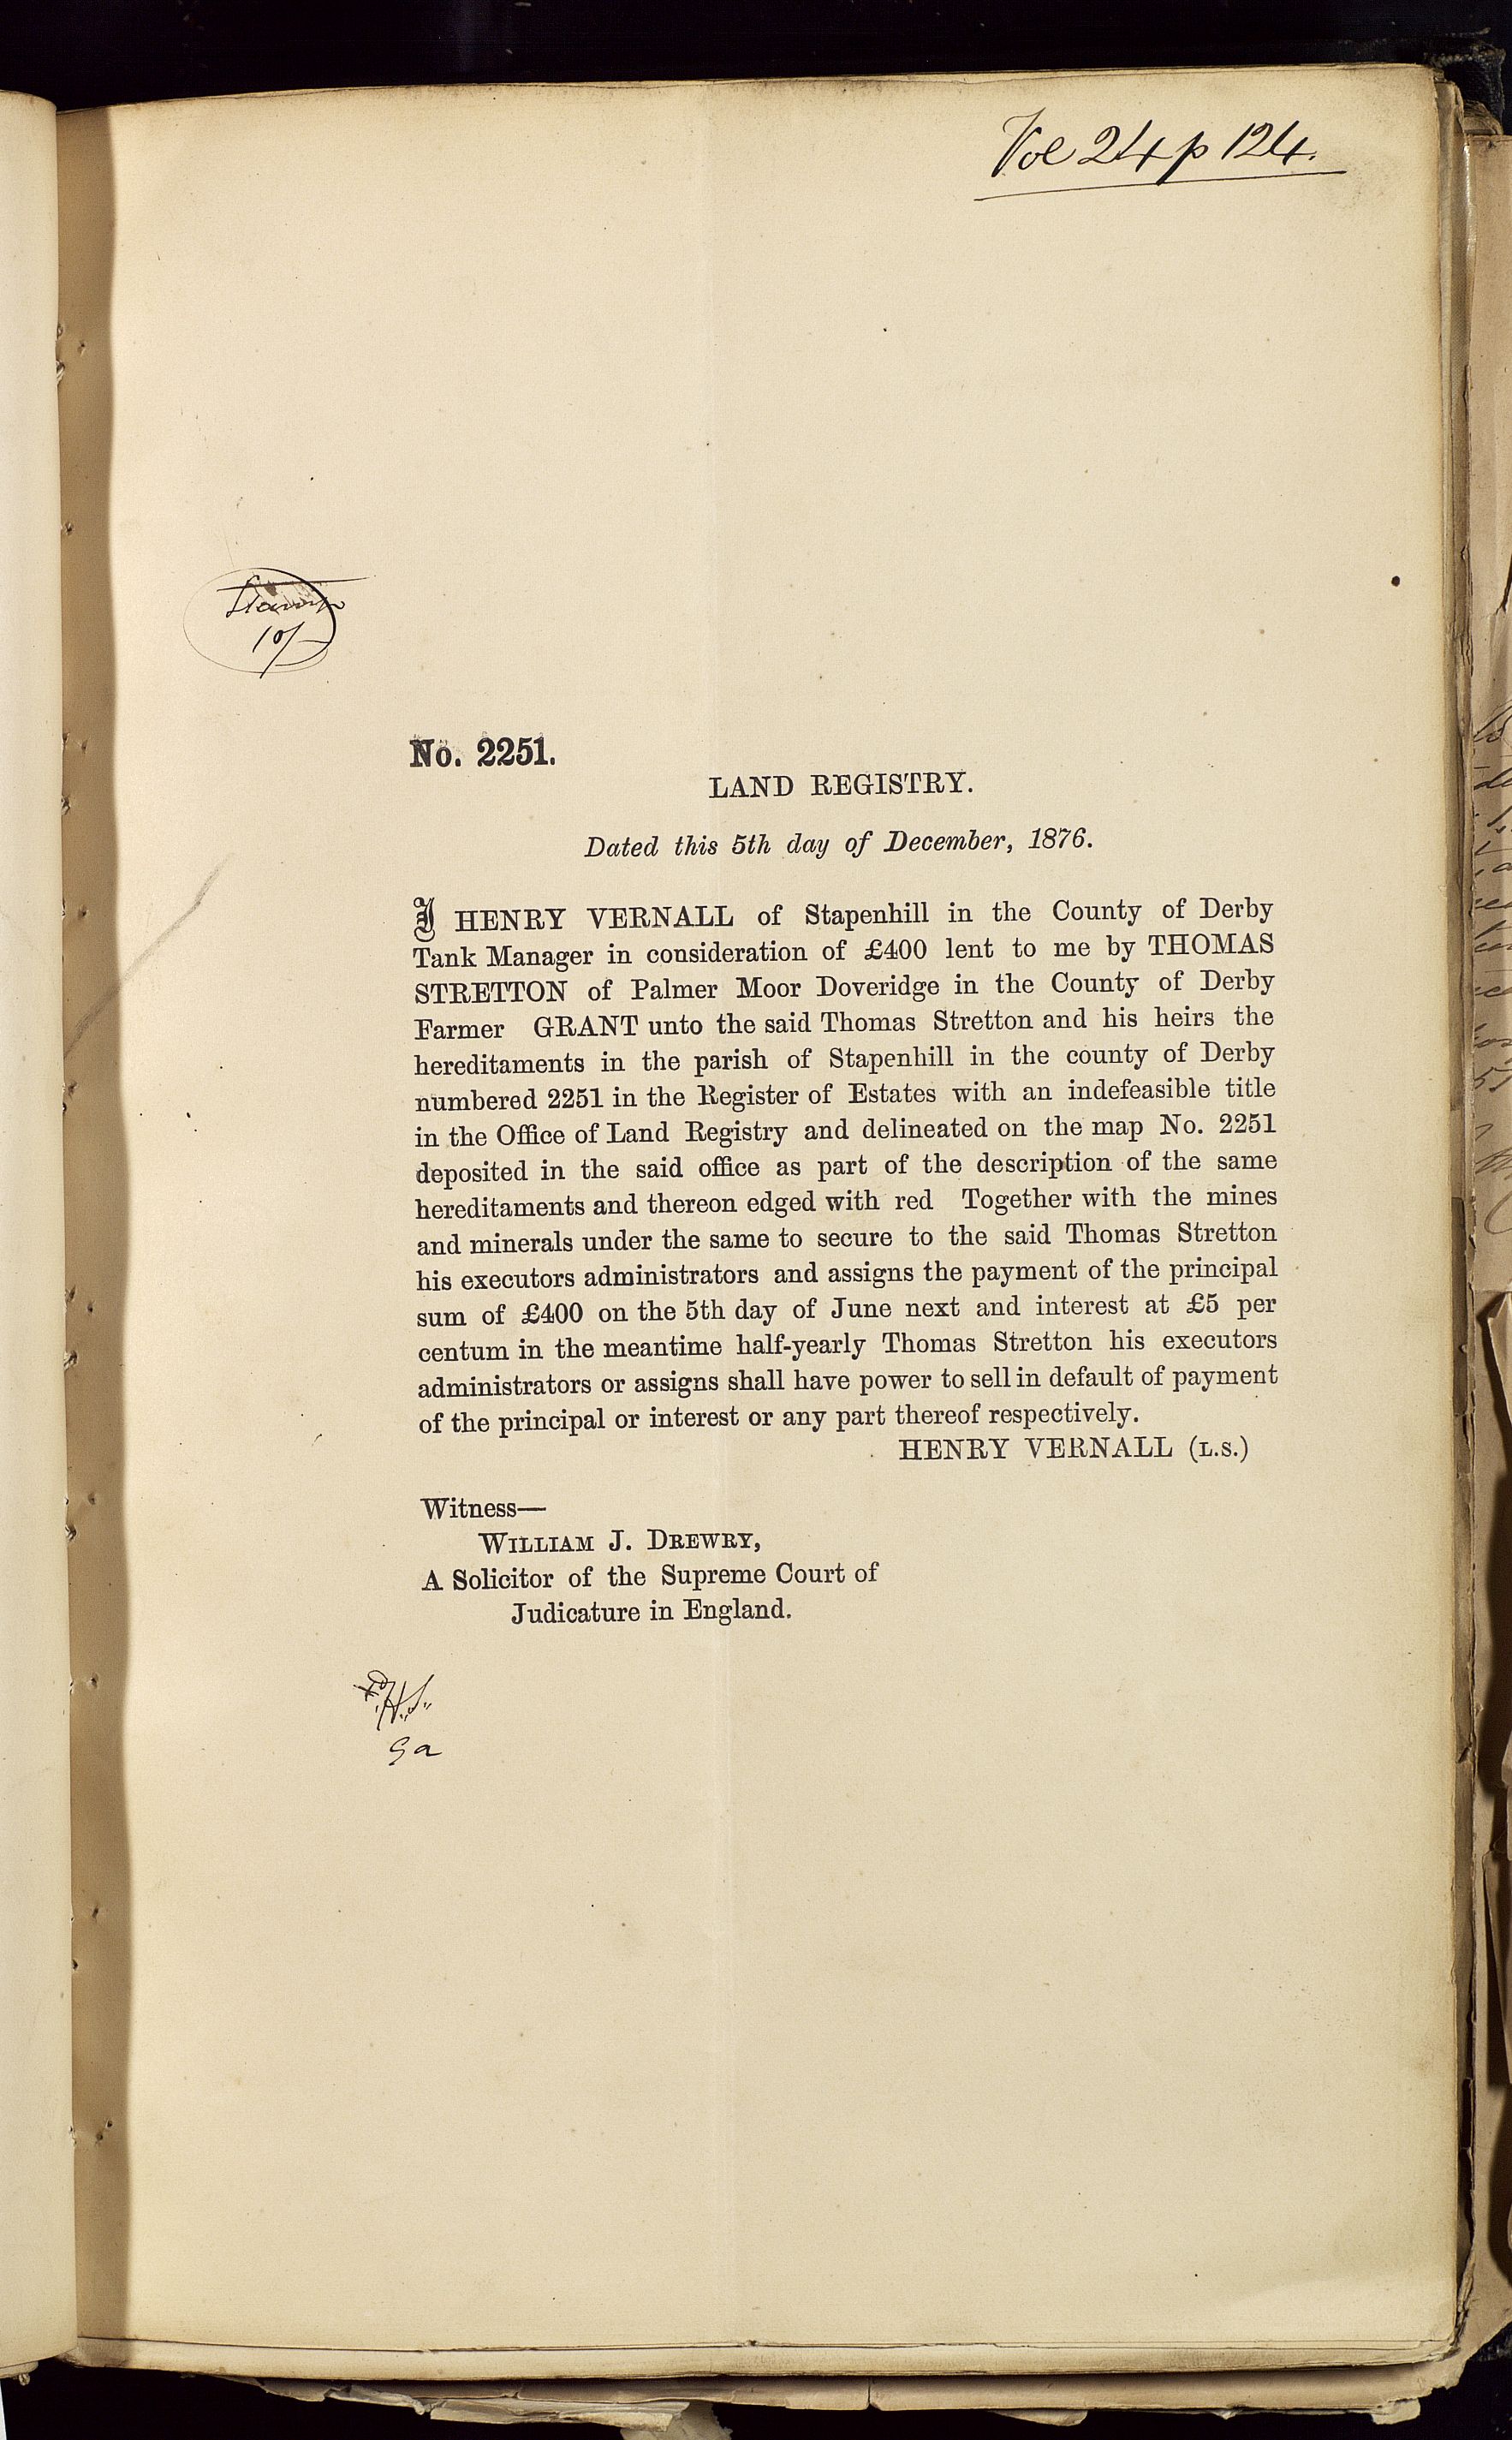 Vol 24 p 124.
Stamp
10/-
No. 2251.
LAND REGISTRY.
Dated this 5th day of December, 1876.
I HENRY VERNALL of Stapenhill in the County of Derby
Tank Manager in consideration of £400 lent to me by THOMAS
STRETTON of Palmer Moor Doveridge in the County of Derby
Farmer GRANT unto the said Thomas Stretton and his heirs the
hereditaments in the parish of Stapenhill in the county of Derby
numbered 2251 in the Register of Estates with an indefeasible title
in the Office of Land Registry and delineated on the map No. 2251
deposited in the said office as part of the description of the same
hereditaments and thereon edged with red Together with the mines
and minerals under the same to secure to the said Thomas Stretton
his executors administrators and assigns the payment of the principal
sum of £400 on the 5th day of June next and interest at £5 per
centum in the meantime half-yearly Thomas Stretton his executors
administrators or assigns shall have power to sell in default of payment
of the principal or interest or any part thereof respectively.
HENRY VERNALL (L.S.)
Witness—
WILLIAM J. DREWRY,
A Solicitor of the Supreme Court of
Judicature in England.